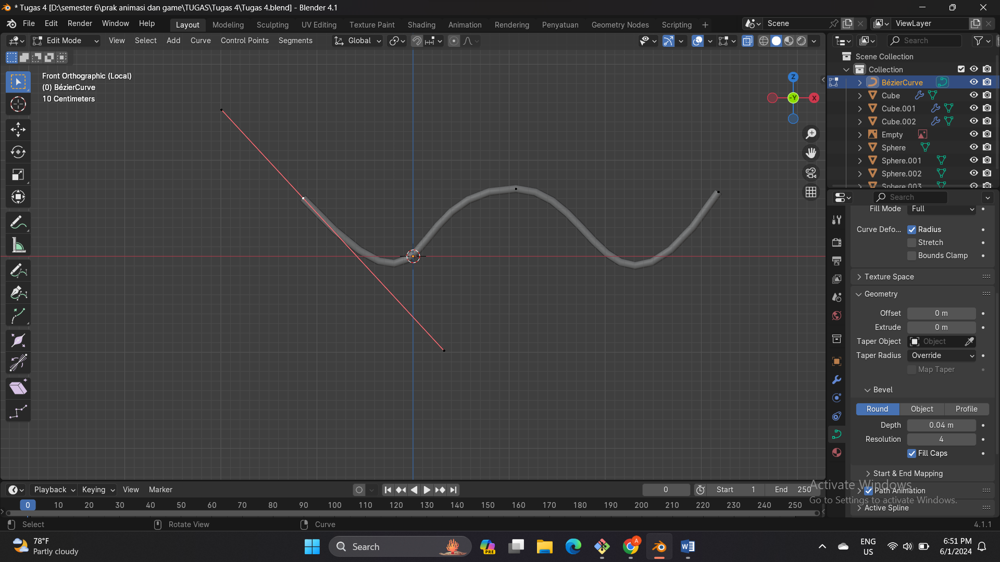 * Tugas 4 [D:\semester 6\prak animasi dan game\TUGAS\Tugas 4\Tugas 4.blend] - Blender 4.1
File Edit Render Window Help Layout Modeling Sculpting UV Editing Texture Paint Shading Animation Rendering Penyatuan Geometry Nodes Scripting + Scene ViewLayer
Edit Mode View Select Add Curve Control Points Segments Global Search
Front Orthographic (Local)
(0) BézierCurve
10 Centimeters
Z
-Y
X
Scene Collection
Collection
BézierCurve
Cube
Cube.001
Cube.002
Empty
Sphere
Sphere.001
Sphere.002
Sphere.003
Search
Fill Mode Full
Curve Defo... Radius
Stretch
Bounds Clamp
Texture Space
Geometry
Offset 0 m
Extrude 0 m
Taper Object Object
Taper Radius Override
Map Taper
Bevel
Round Object Profile
Depth 0.04 m
Resolution 4
Fill Caps
Start & End Mapping
Path Animation
Active Spline
Activate Windows
Go to Settings to activate Windows.
Playback Keying View Marker 0 Start 1 End 250
0 10 20 30 40 50 60 70 80 90 100 110 120 130 140 150 160 170 180 190 200 210 220 230 240 250
Select Rotate View Curve 4.1.1
78°F
Partly cloudy
Search
PRE
A
W
ENG
US
6:51 PM
6/1/2024